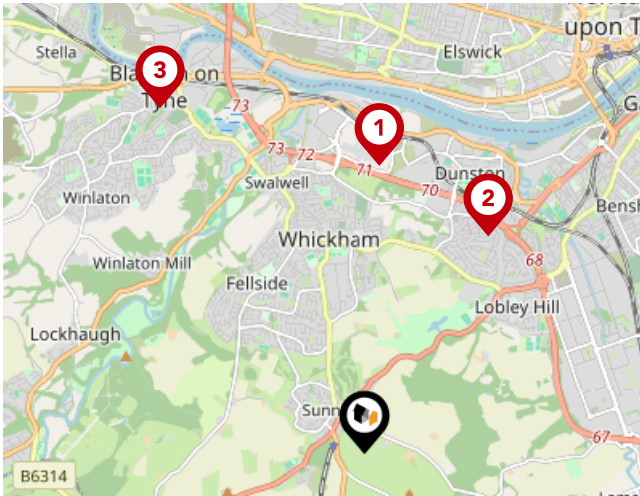 upon T
Stella
Elswick
Bla on
3
Tyne
73
1
G
73
72
71
Dunston
70
Swalwell
2
Winlaton
Bensh
Whickham
68
Winlaton Mill
Fellside
Lobley Hill
Lockhaugh
Sunn
67
B6314